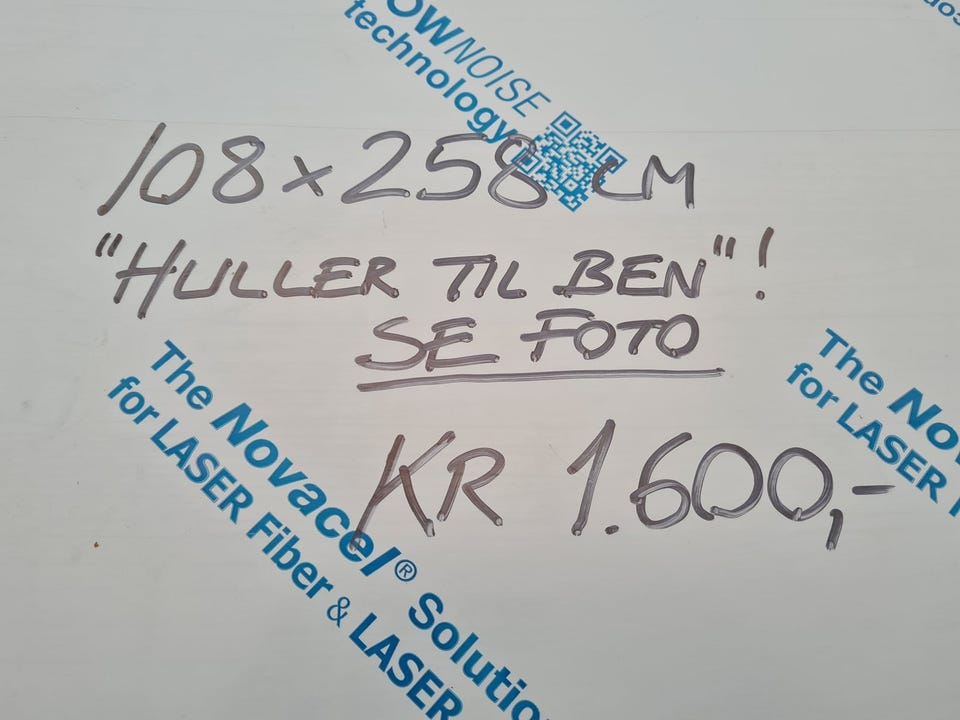 OWNOISE
technology
108 x 258 CM
"HULLER TIL BEN"!
SE FOTO
KR 1.600,-
The Novacel® Solutio
for LASER Fiber & LASER
The No
for LASER